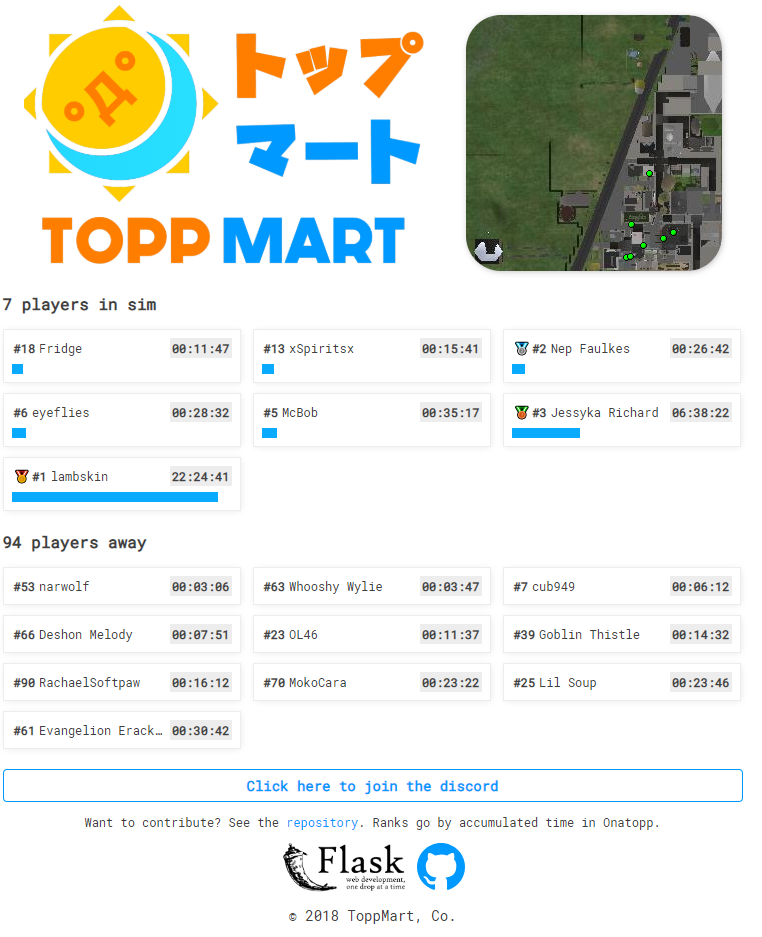 °Д°
トップ
マート
TOPP MART
7 players in sim
#18 Fridge 00:11:47
#13 xSpiritsx 00:15:41
#2 Nep Faulkes 00:26:42
#6 eyeflies 00:28:32
#5 McBob 00:35:17
#3 Jessyka Richard 06:38:22
#1 lambskin 22:24:41
94 players away
#53 narwolf 00:03:06
#63 Whooshy Wylie 00:03:47
#7 cub949 00:06:12
#66 Deshon Melody 00:07:51
#23 OL46 00:11:37
#39 Goblin Thistle 00:14:32
#90 RachaelSoftpaw 00:16:12
#70 MokoCara 00:23:22
#25 Lil Soup 00:23:46
#61 Evangelion Erack… 00:30:42
Click here to join the discord
Want to contribute? See the repository. Ranks go by accumulated time in Onatopp.
Flask
web development,
one drop at a time
© 2018 ToppMart, Co.